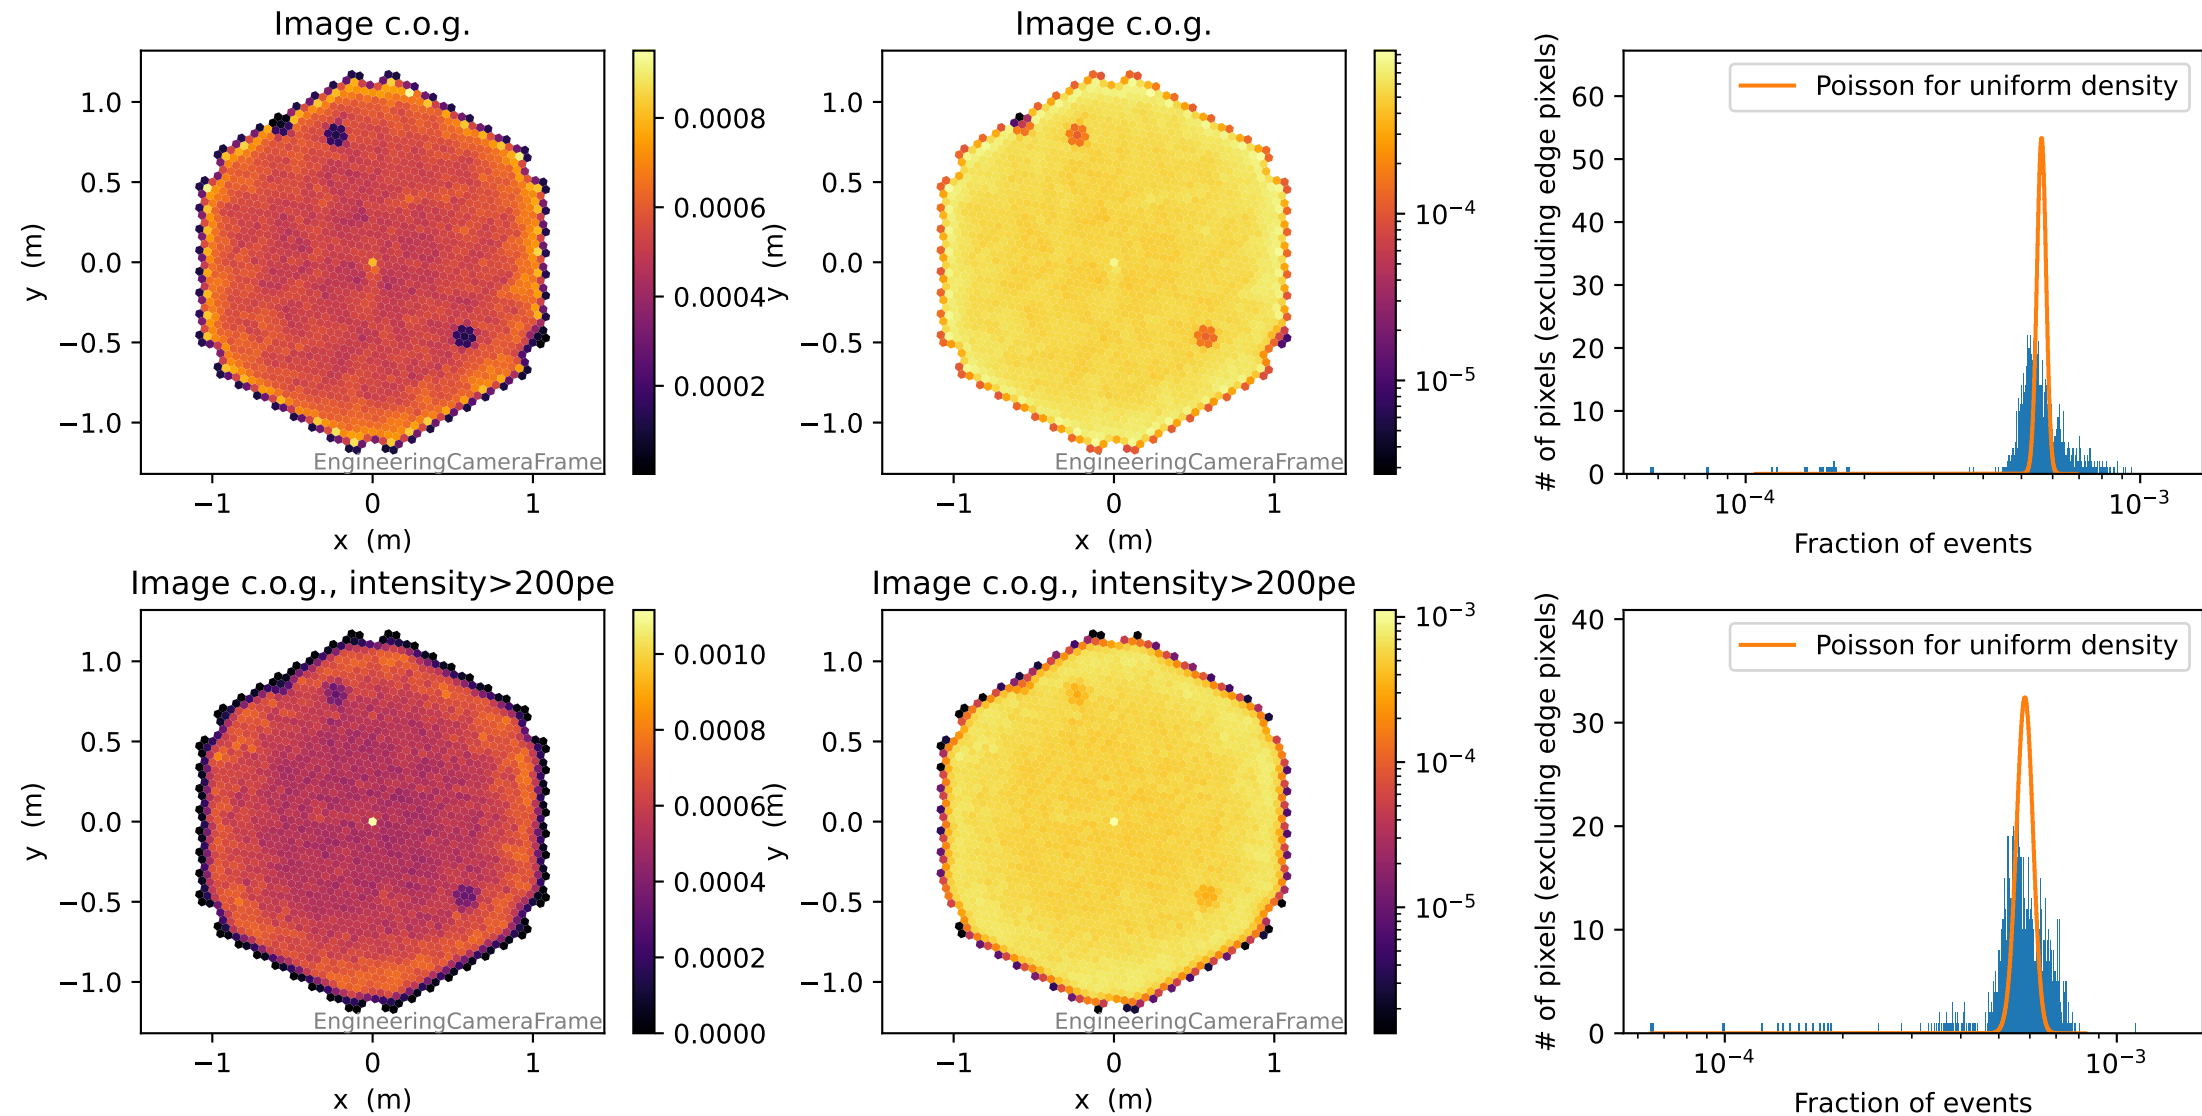 Image c.o.g.
y (m)
1.0
0.5
0.0
−0.5
−1.0
−1
0
1
x (m)
EngineeringCameraFrame
0.0008
0.0006
0.0004
0.0002
Image c.o.g.
y (m)
1.0
0.5
0.0
−0.5
−1.0
−1
0
1
x (m)
EngineeringCameraFrame
10⁻⁴
10⁻⁵
# of pixels (excluding edge pixels)
60
50
40
30
20
10
0
Poisson for uniform density
10⁻⁴
10⁻³
Fraction of events
Image c.o.g., intensity>200pe
y (m)
1.0
0.5
0.0
−0.5
−1.0
−1
0
1
x (m)
EngineeringCameraFrame
0.0010
0.0008
0.0006
0.0004
0.0002
0.0000
Image c.o.g., intensity>200pe
y (m)
1.0
0.5
0.0
−0.5
−1.0
−1
0
1
x (m)
EngineeringCameraFrame
10⁻³
10⁻⁴
10⁻⁵
# of pixels (excluding edge pixels)
40
30
20
10
0
Poisson for uniform density
10⁻⁴
10⁻³
Fraction of events